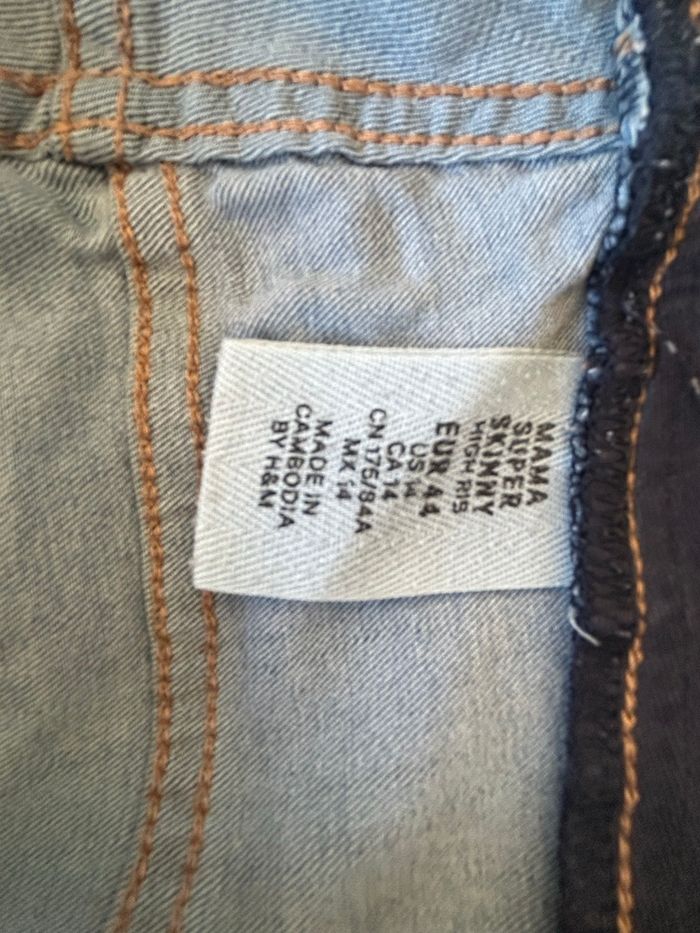 MAMA
SUPER
SKINNY
HIGH RIS
EUR 44
US 14
CA 14
CN 175/84A
MX 14
MADE IN
CAMBODIA
BY H&M